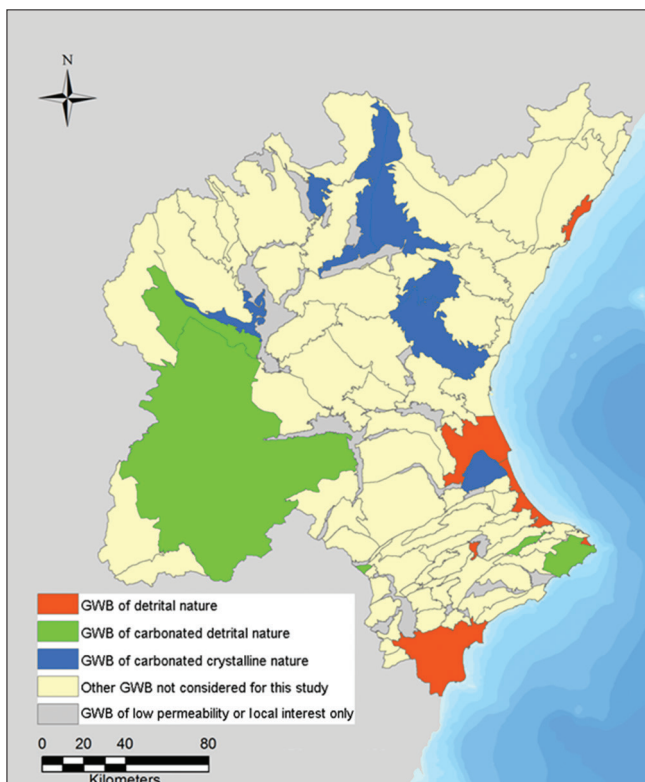 N
GWB of detrital nature
GWB of carbonated detrital nature
GWB of carbonated crystalline nature
Other GWB not considered for this study
GWB of low permeability or local interest only
0 20 40 80
Kilometers